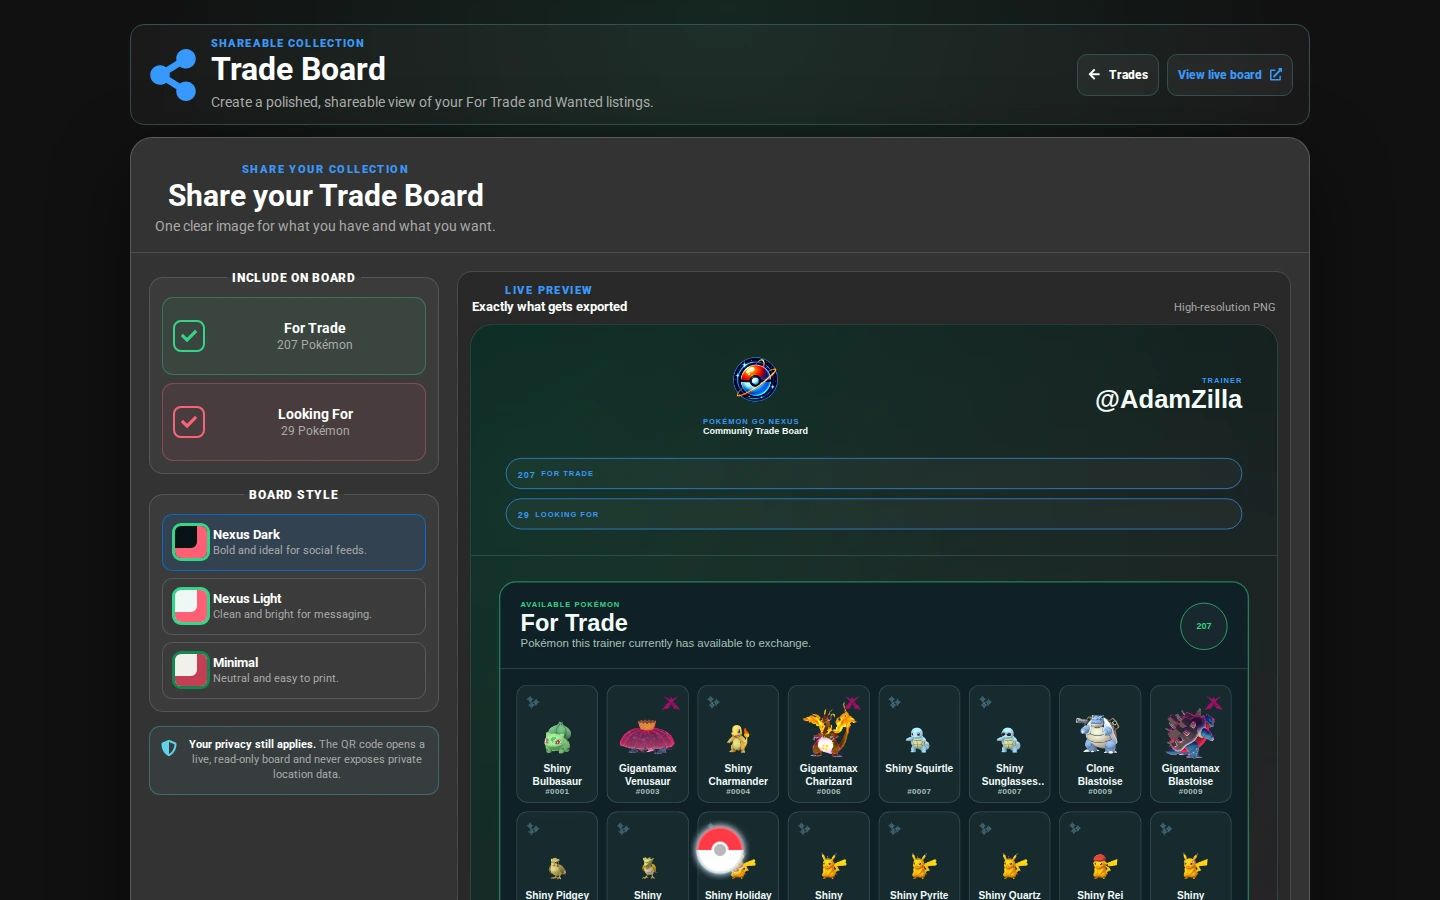 SHAREABLE COLLECTION
Trade Board
Create a polished, shareable view of your For Trade and Wanted listings.
Trades
View live board
SHARE YOUR COLLECTION
Share your Trade Board
One clear image for what you have and what you want.
INCLUDE ON BOARD
For Trade
207 Pokémon
Looking For
29 Pokémon
BOARD STYLE
Nexus Dark
Bold and ideal for social feeds.
Nexus Light
Clean and bright for messaging.
Minimal
Neutral and easy to print.
Your privacy still applies. The QR code opens a
live, read-only board and never exposes private
location data.
LIVE PREVIEW
Exactly what gets exported
High-resolution PNG
POKÉMON GO NEXUS
Community Trade Board
TRAINER
@AdamZilla
207 FOR TRADE
29 LOOKING FOR
AVAILABLE POKÉMON
For Trade
Pokémon this trainer currently has available to exchange.
207
Shiny
Bulbasaur
#0001
Gigantamax
Venusaur
#0003
Shiny
Charmander
#0004
Gigantamax
Charizard
#0006
Shiny Squirtle
#0007
Shiny
Sunglasses..
#0007
Clone
Blastoise
#0009
Gigantamax
Blastoise
#0009
Shiny Pidgey
Shiny
Shiny Holiday
Shiny
Shiny Pyrite
Shiny Quartz
Shiny Rei
Shiny